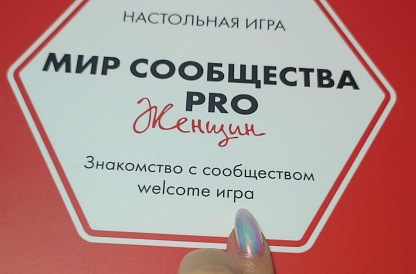 НАСТОЛЬНАЯ ИГРА
МИР СООБЩЕСТВА
PRO
Женщин
Знакомство с сообществом
welcome игра